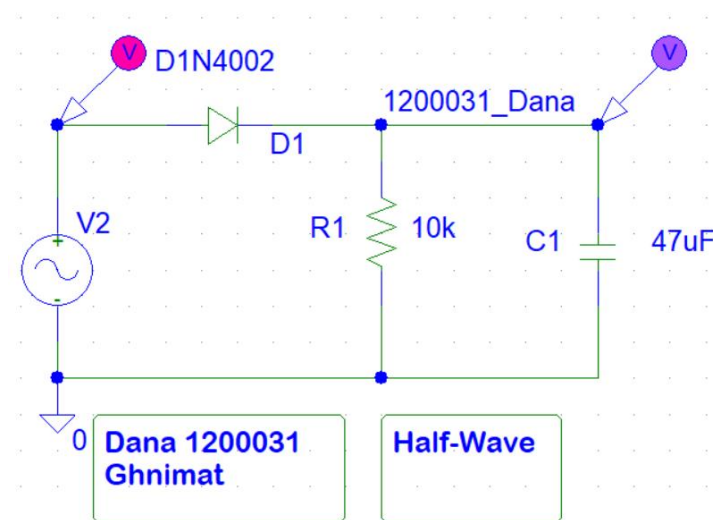 V
V
D1N4002
1200031_Dana
D1
V2
+
R1
10k
C1
47uF
-
0
Dana 1200031
Ghnimat
Half-Wave